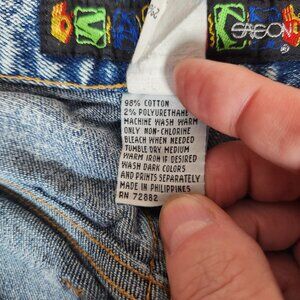 GASOON
98% COTTON
2% POLYURETHANE
MACHINE WASH WARM
ONLY NON-CHLORINE
BLEACH WHEN NEEDED
TUMBLE DRY MEDIUM
WARM IRON IF DESIRED
WASH DARK COLORS
AND PRINTS SEPARATELY
MADE IN PHILIPPINES
RN 72882